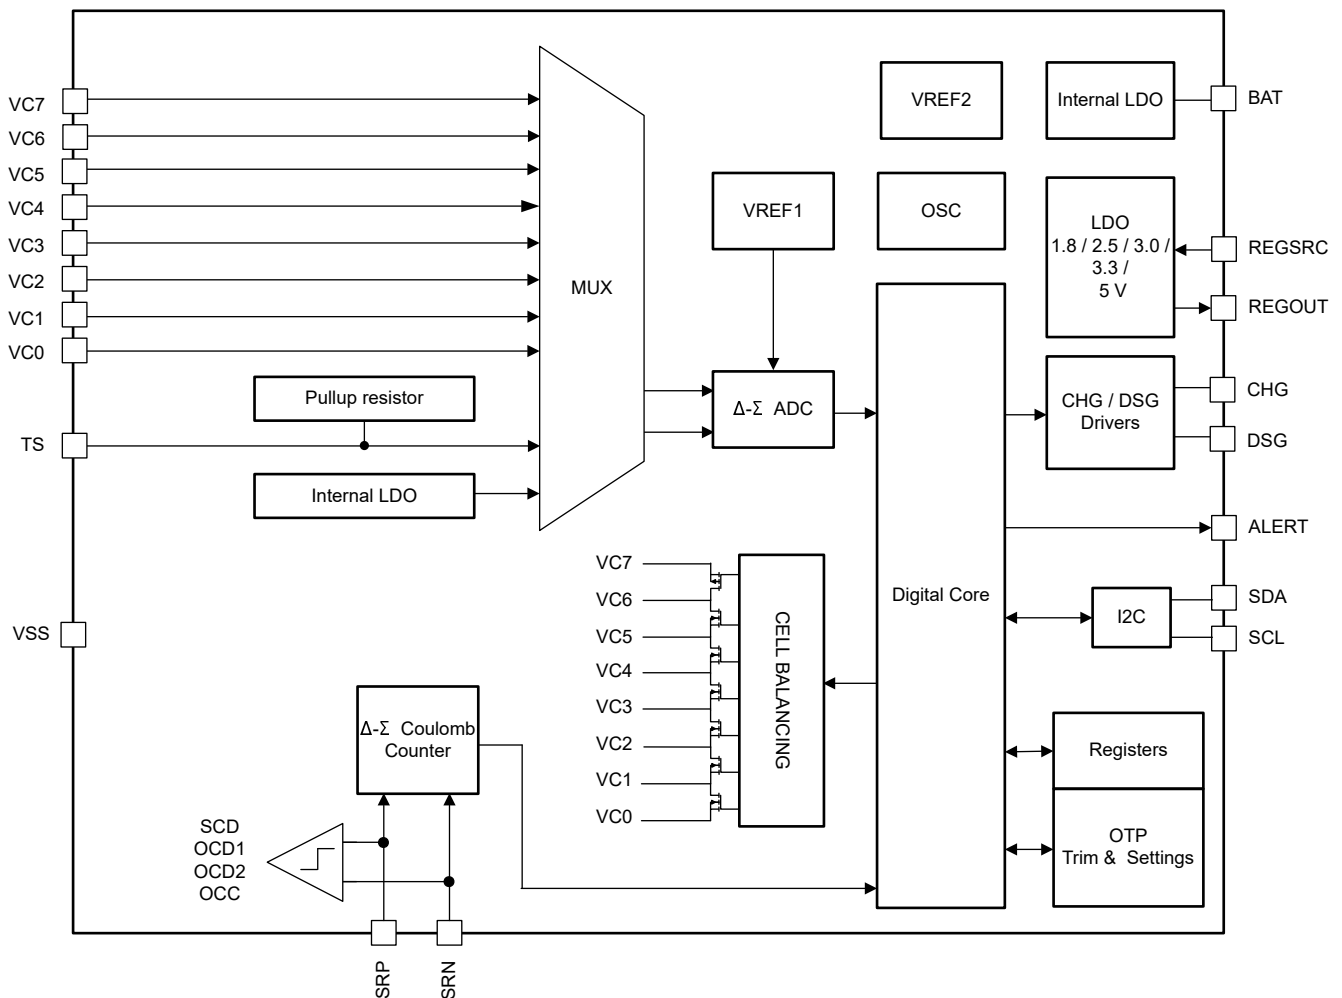 VC7
VC6
VC5
VC4
VC3
VC2
VC1
VC0
TS
VSS
Pullup resistor
Internal LDO
MUX
VREF1
Δ-Σ ADC
VREF2
OSC
Internal LDO
BAT
LDO
1.8 / 2.5 / 3.0 /
3.3 /
5 V
REGSRC
REGOUT
CHG / DSG
Drivers
CHG
DSG
ALERT
Digital Core
I2C
SDA
SCL
Registers
OTP
Trim & Settings
VC7
VC6
VC5
VC4
VC3
VC2
VC1
VC0
CELL BALANCING
Δ-Σ Coulomb
Counter
SCD
OCD1
OCD2
OCC
SRP
SRN